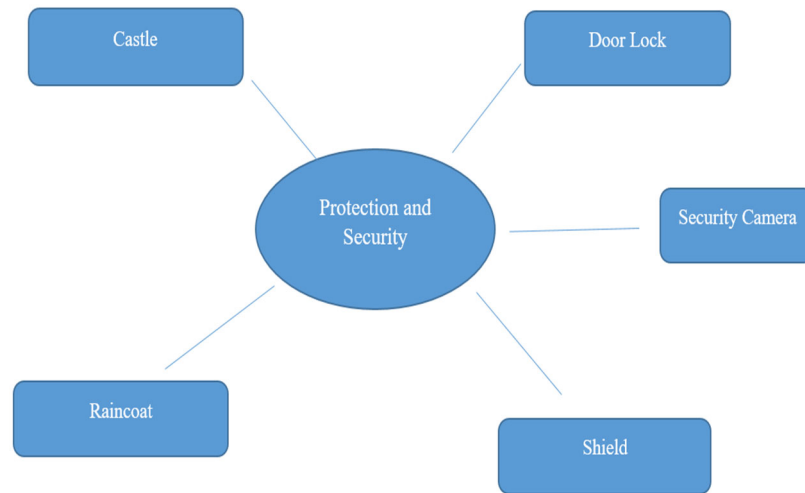 Castle
Door Lock
Protection and
Security
Security Camera
Raincoat
Shield